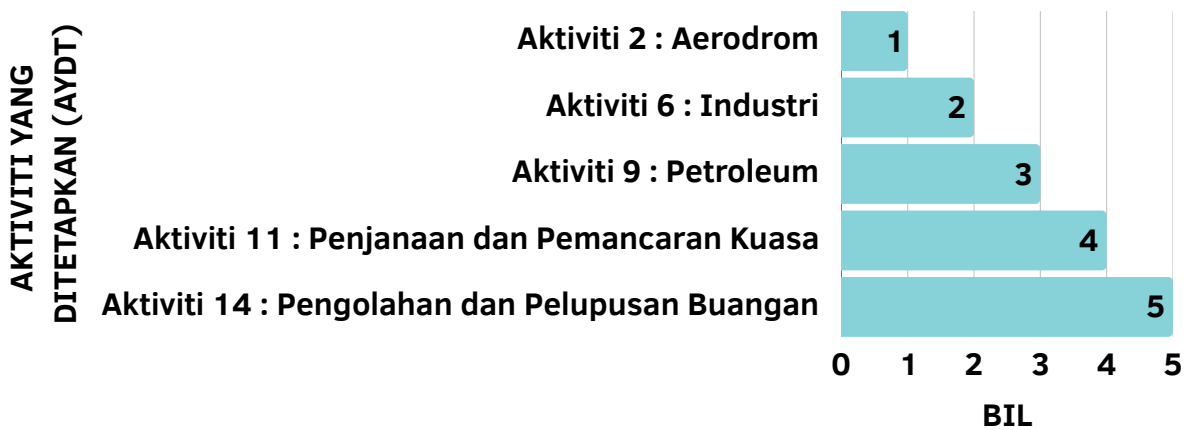 AKTIVITI YANG
DITETAPKAN (AYDT)
Aktiviti 2 : Aerodrom
1
Aktiviti 6 : Industri
2
Aktiviti 9 : Petroleum
3
Aktiviti 11 : Penjanaan dan Pemancaran Kuasa
4
Aktiviti 14 : Pengolahan dan Pelupusan Buangan
5
0 1 2 3 4 5
BIL